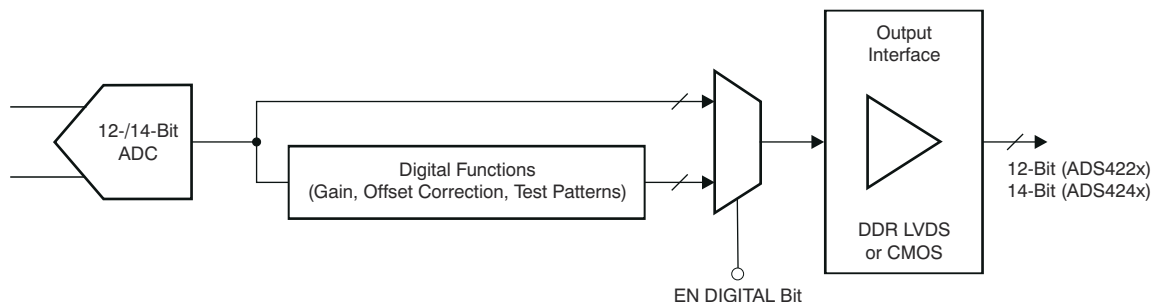 12-/14-Bit
ADC
Digital Functions
(Gain, Offset Correction, Test Patterns)
EN DIGITAL Bit
Output
Interface
DDR LVDS
or CMOS
12-Bit (ADS422x)
14-Bit (ADS424x)